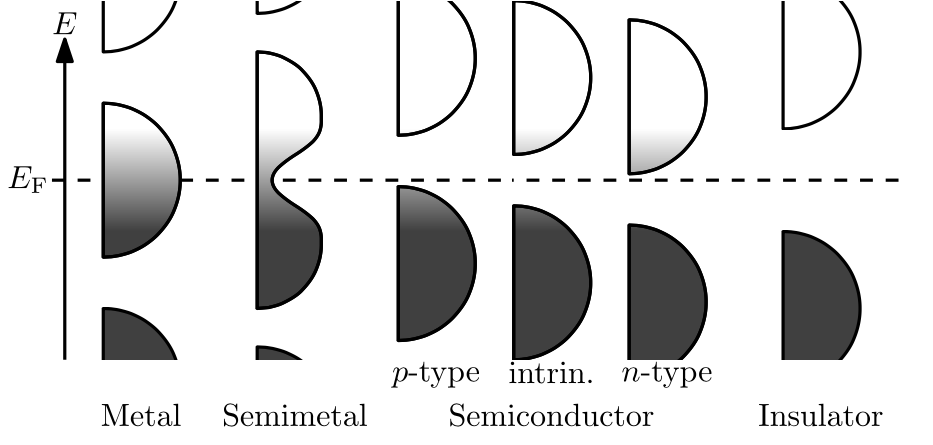 E
E_F
p-type intrin. n-type
Metal Semimetal Semiconductor Insulator